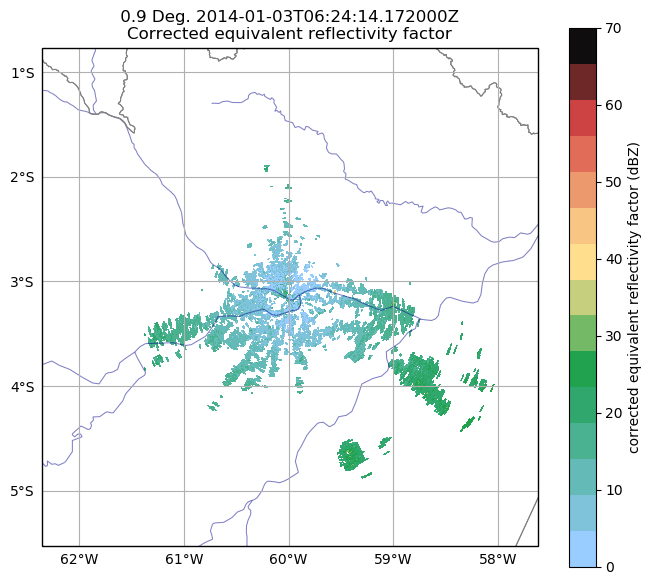 0.9 Deg. 2014-01-03T06:24:14.172000Z
Corrected equivalent reflectivity factor
1°S
2°S
3°S
4°S
5°S
62°W 61°W 60°W 59°W 58°W
70
60
50
40
30
20
10
0
corrected equivalent reflectivity factor (dBZ)